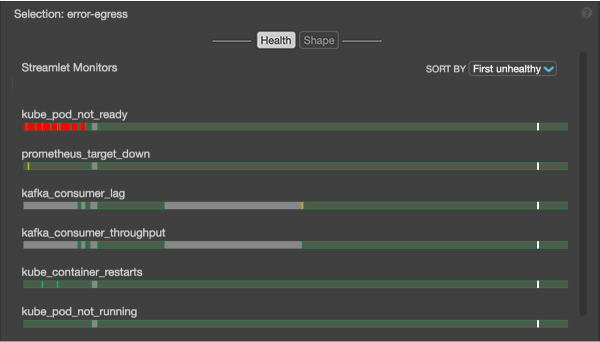 Selection: error-egress
?
Health Shape
Streamlet Monitors
SORT BY First unhealthy
kube_pod_not_ready
prometheus_target_down
kafka_consumer_lag
kafka_consumer_throughput
kube_container_restarts
kube_pod_not_running